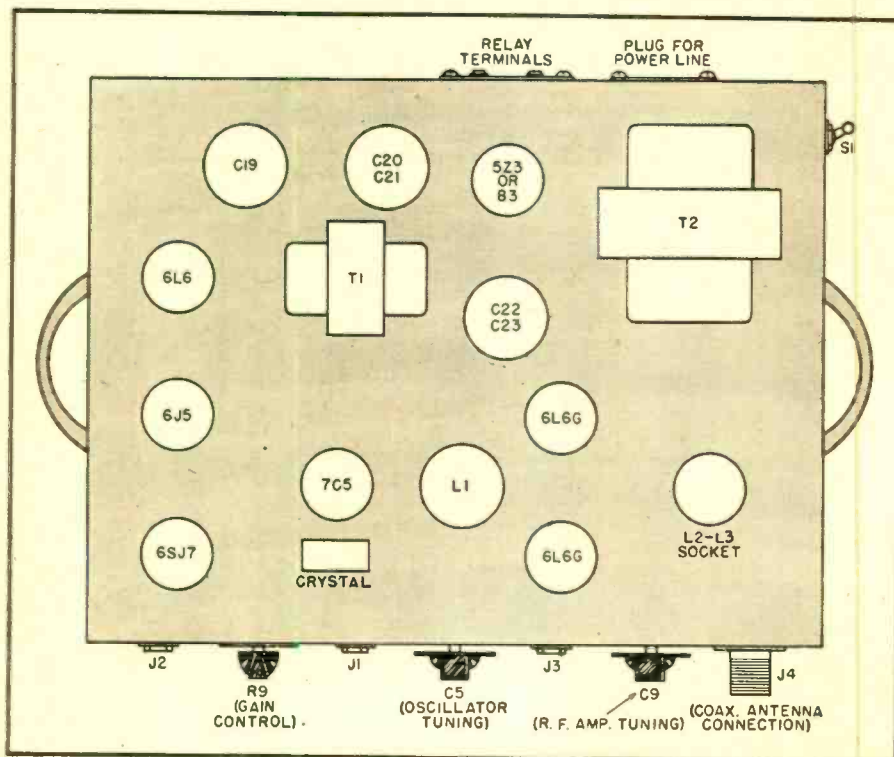 RELAY
TERMINALS
PLUG FOR
POWER LINE
S1
C19
C20
C21
5Z3
OR
83
T2
6L6
T1
C22
C23
6J5
6L6G
7C5
L1
L2-L3
SOCKET
6SJ7
CRYSTAL
6L6G
J2
R9
(GAIN
CONTROL).
J1
C5
(OSCILLATOR
TUNING)
J3
C9
(R. F. AMP. TUNING)
J4
(COAX. ANTENNA
CONNECTION)